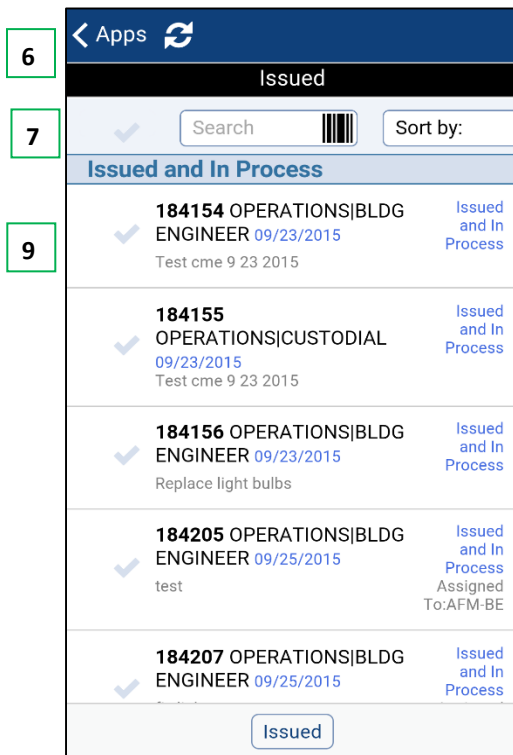 6
Apps
Issued
7
Search
Sort by:
Issued and In Process
9
184154 OPERATIONS|BLDG
ENGINEER 09/23/2015
Test cme 9 23 2015
Issued
and In
Process
184155
OPERATIONS|CUSTODIAL
09/23/2015
Test cme 9 23 2015
Issued
and In
Process
184156 OPERATIONS|BLDG
ENGINEER 09/23/2015
Replace light bulbs
Issued
and In
Process
184205 OPERATIONS|BLDG
ENGINEER 09/25/2015
test
Issued
and In
Process
Assigned
To:AFM-BE
184207 OPERATIONS|BLDG
ENGINEER 09/25/2015
Issued
and In
Process
Issued